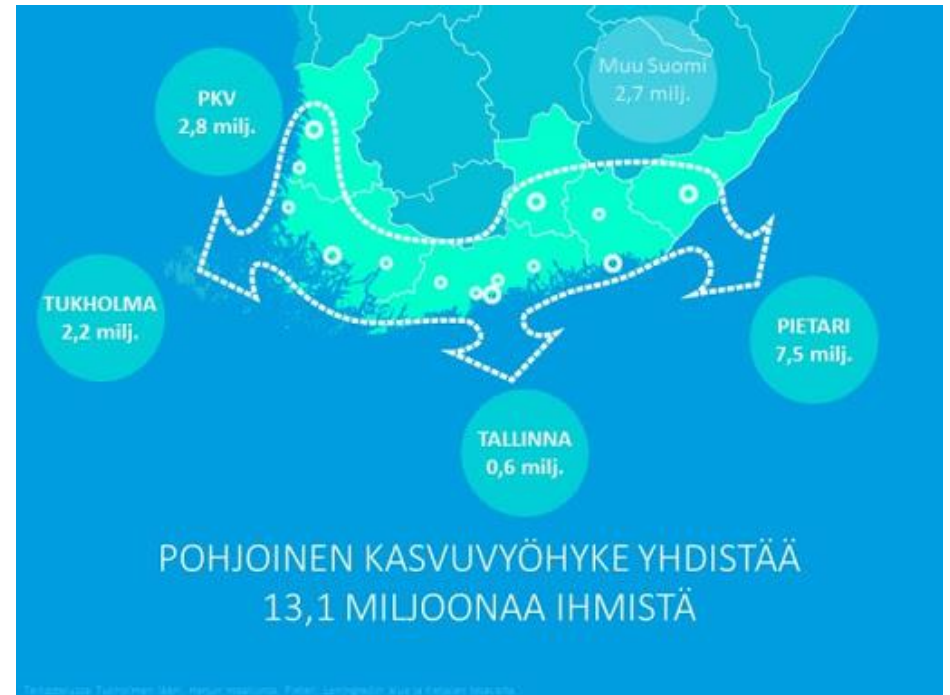 Muu Suomi
2,7 milj.
PKV
2,8 milj.
TUKHOLMA
2,2 milj.
PIETARI
7,5 milj.
TALLINNA
0,6 milj.
POHJOINEN KASVUVYÖHYKE YHDISTÄÄ
13,1 MILJOONAA IHMISTÄ